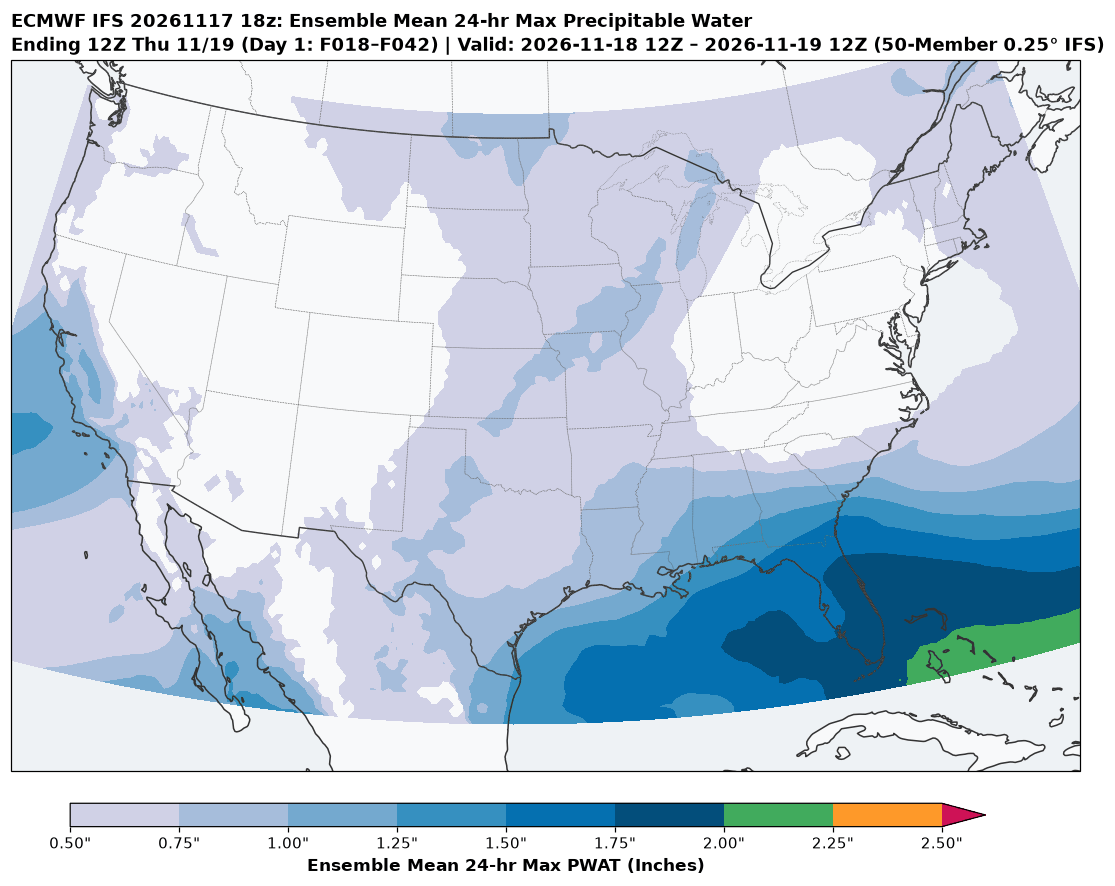 ECMWF IFS 20261117 18z: Ensemble Mean 24-hr Max Precipitable Water
Ending 12Z Thu 11/19 (Day 1: F018–F042) | Valid: 2026-11-18 12Z – 2026-11-19 12Z (50-Member 0.25° IFS)
0.50" 0.75" 1.00" 1.25" 1.50" 1.75" 2.00" 2.25" 2.50"
Ensemble Mean 24-hr Max PWAT (Inches)